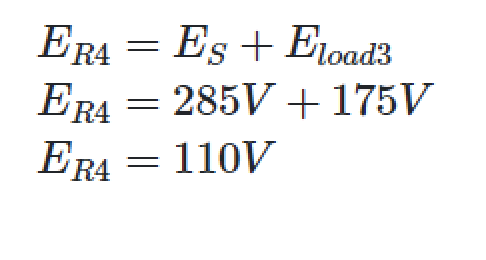 E_{R4} = E_S + E_{load3}
E_{R4} = 285V + 175V
E_{R4} = 110V